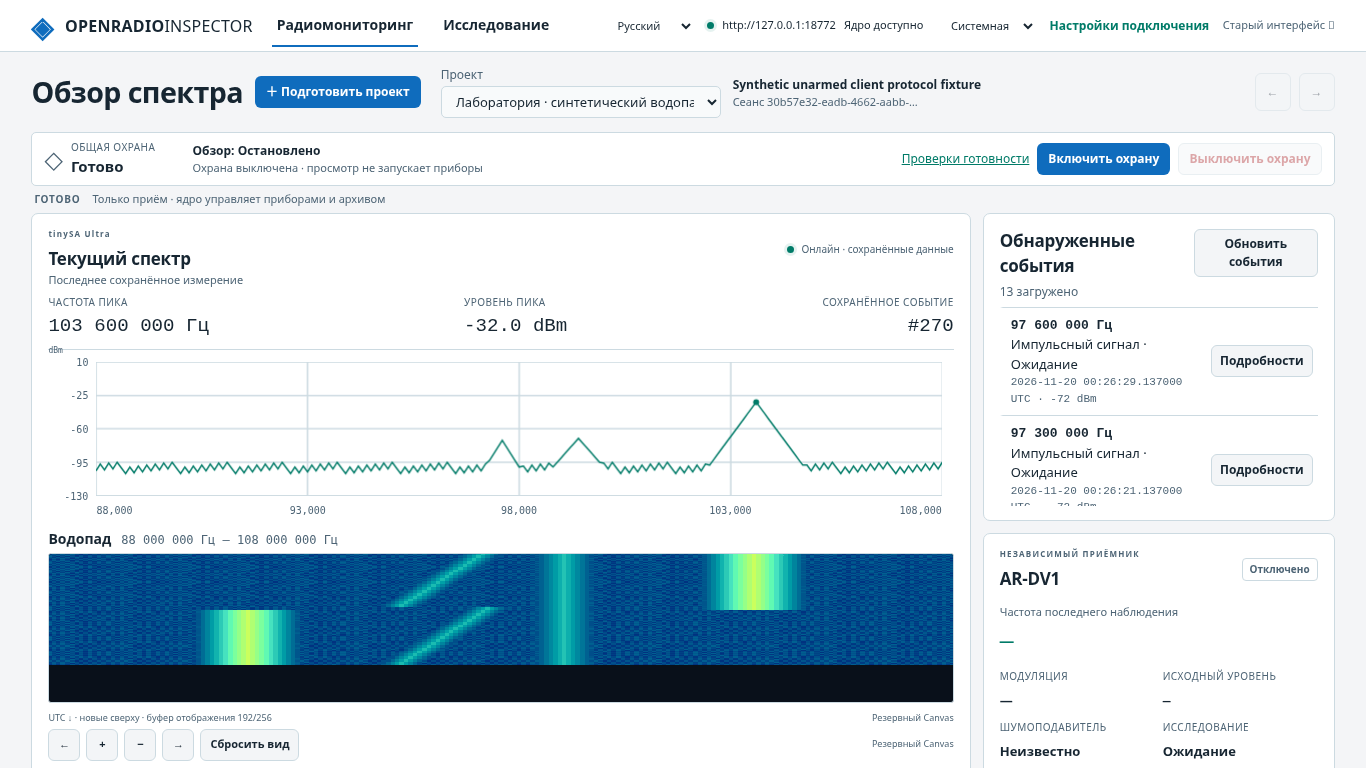 OPENRADIOINSPECTOR
Радиомониторинг
Исследование
Русский
http://127.0.0.1:18772 Ядро доступно
Системная
Настройки подключения
Старый интерфейс
Обзор спектра
+ Подготовить проект
Проект
Лаборатория · синтетический водопа
Synthetic unarmed client protocol fixture
Сеанс 30b57e32-eadb-4662-aabb-…
← →
ОБЩАЯ ОХРАНА
Готово
Обзор: Остановлено
Охрана выключена · просмотр не запускает приборы
Проверки готовности
Включить охрану
Выключить охрану
ГОТОВО Только приём · ядро управляет приборами и архивом
tinySA Ultra
Текущий спектр
Последнее сохранённое измерение
Онлайн · сохранённые данные
ЧАСТОТА ПИКА
103 600 000 Гц
УРОВЕНЬ ПИКА
-32.0 dBm
СОХРАНЁННОЕ СОБЫТИЕ
#270
dBm
10
-25
-60
-95
-130
88,000 93,000 98,000 103,000 108,000
Водопад 88 000 000 Гц — 108 000 000 Гц
UTC ↓ · новые сверху · буфер отображения 192/256
Резервный Canvas
← + − → Сбросить вид
Резервный Canvas
Обнаруженные
события
Обновить
события
13 загружено
97 600 000 Гц
Импульсный сигнал ·
Ожидание
2026-11-20 00:26:29.137000
UTC · -72 dBm
Подробности
97 300 000 Гц
Импульсный сигнал ·
Ожидание
2026-11-20 00:26:21.137000
UTC · -72 dBm
Подробности
НЕЗАВИСИМЫЙ ПРИЁМНИК
AR-DV1
Отключено
Частота последнего наблюдения
—
МОДУЛЯЦИЯ
—
ИСХОДНЫЙ УРОВЕНЬ
—
ШУМОПОДАВИТЕЛЬ
Неизвестно
ИССЛЕДОВАНИЕ
Ожидание